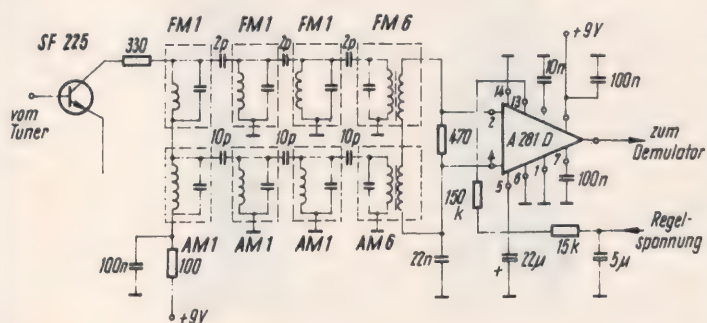 FM 1 FM 1 FM 1 FM 6
SF 225
330
2p 2p 2p
+9V
10n
100n
vom
Tuner
14 13
2
A 281 D
zum
Demulator
10p 10p 10p
470
4
5 6 1 7
100n
150
k
AM 1 AM 1 AM 1 AM 6
15k
Regel-
spannung
100n
100
22n
+
22µ
5µ
+9V